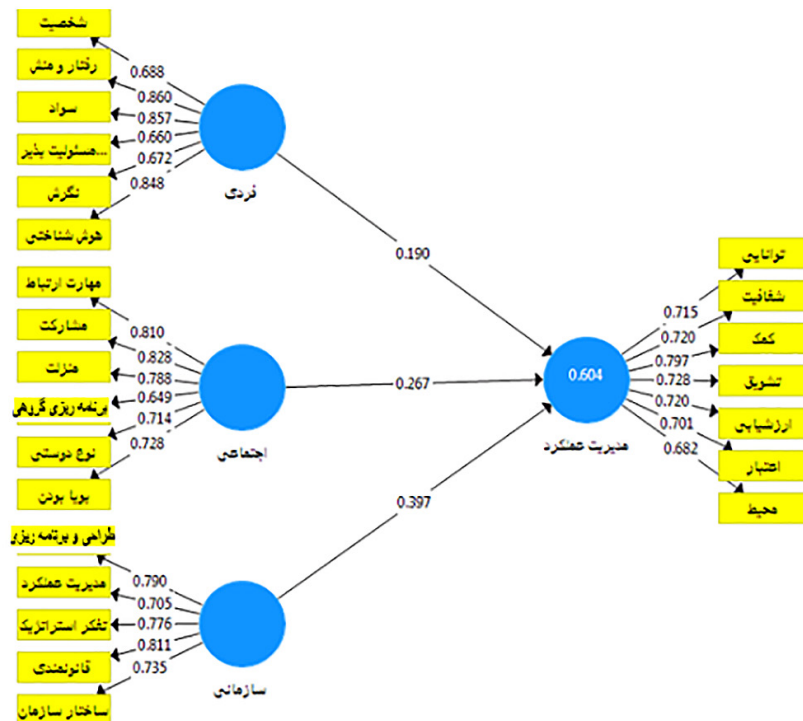 شخصیت
رفتار و منش
سواد
مسئولیت پذیر...
نگرش
هوش شناختی
0.688
0.860
0.857
0.660
0.672
0.848
فردی
مهارت ارتباط
مشارکت
منزلت
برنامه ریزی گروهی
نوع دوستی
پویا بودن
0.810
0.828
0.788
0.649
0.714
0.728
اجتماعی
طراحی و برنامه ریزی
مدیریت عملکرد
تفکر استراتژیک
قانونمندی
ساختار سازمان
0.790
0.705
0.776
0.811
0.735
سازمانی
0.190
0.267
0.397
0.604
مدیریت عملکرد
0.715
0.720
0.797
0.728
0.720
0.701
0.682
توانایی
شفافیت
کمک
تشویق
ارزشیابی
اعتبار
محیط